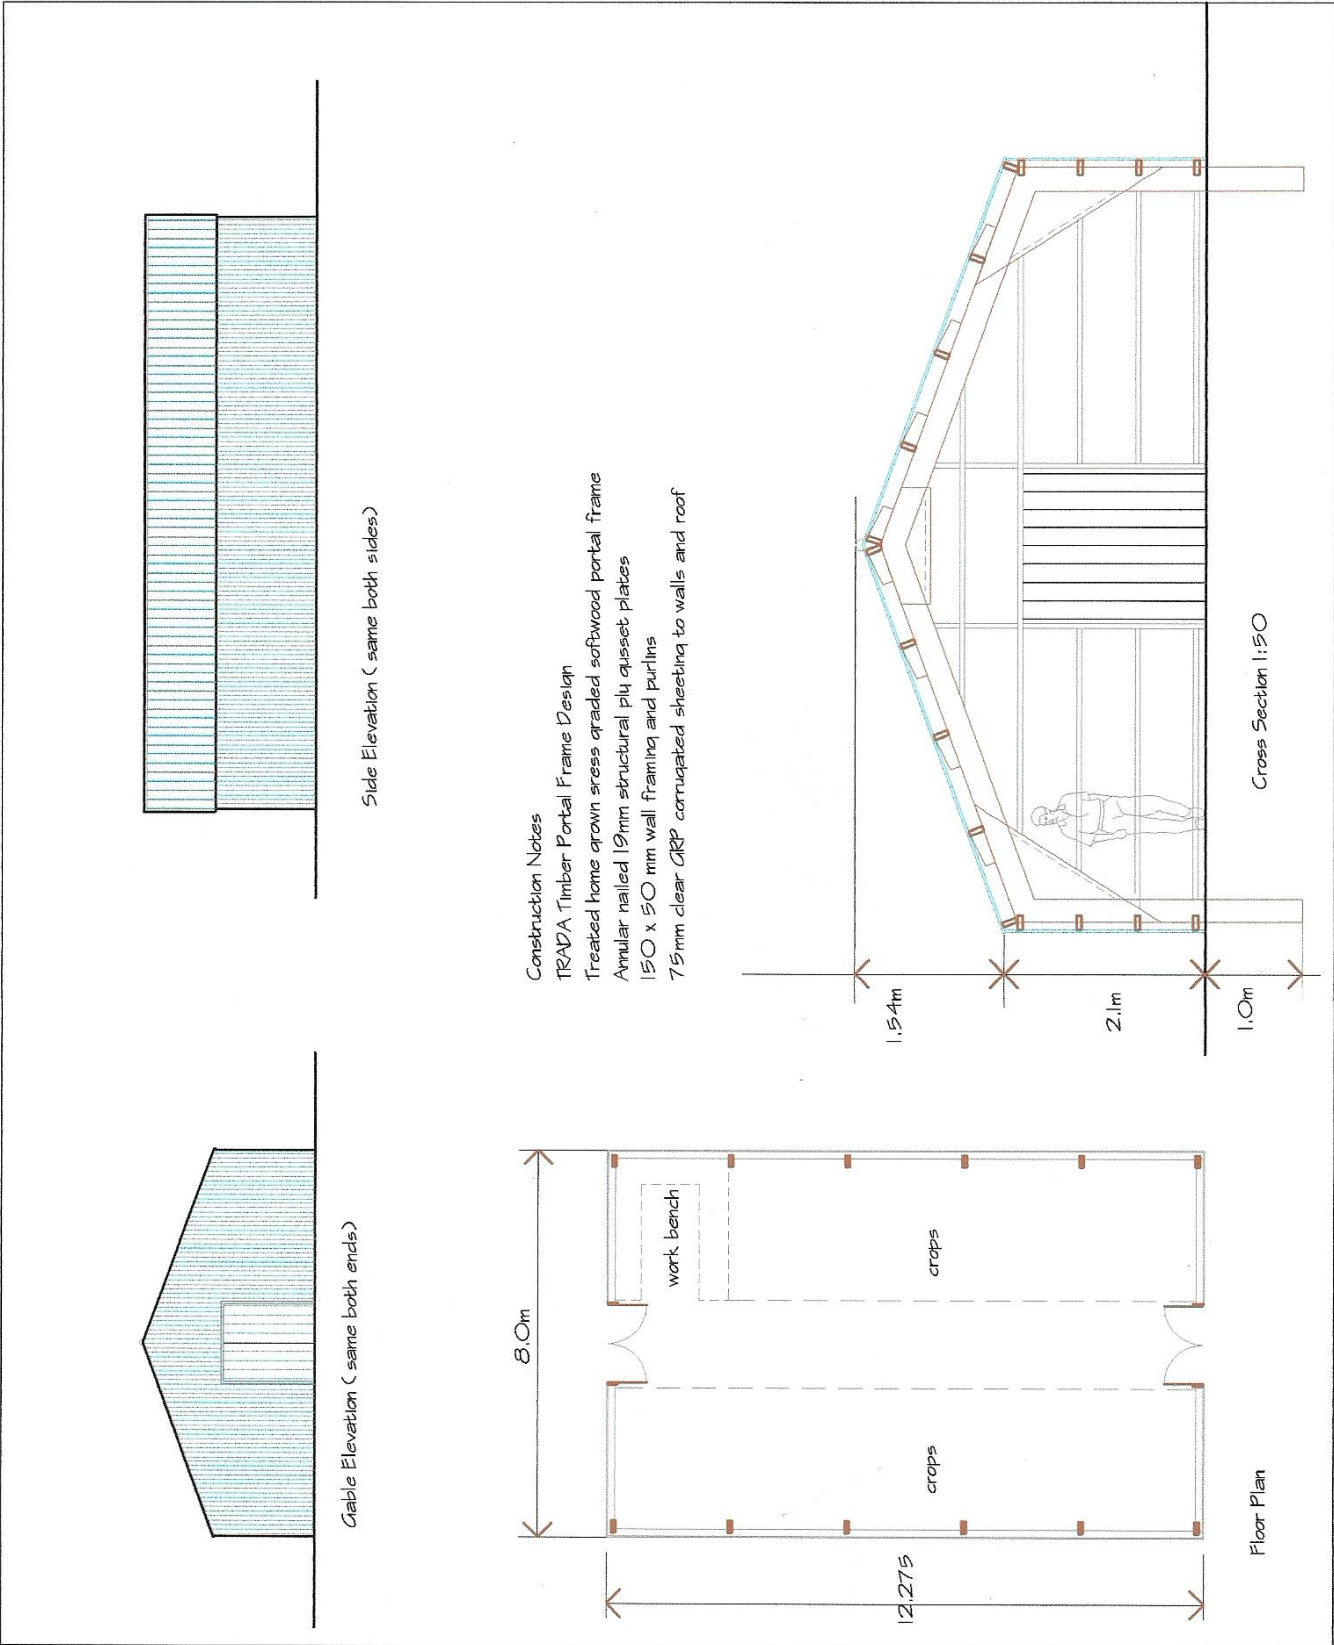 Gable Elevation ( same both ends)
Side Elevation ( same both sides)
8.0m
12.275
work bench
crops
crops
Floor Plan
Construction Notes
TRADA Timber Portal Frame Design
Treated home grown sress graded softwood portal frame
Annular nailed 19mm structural ply gusset plates
150 x 50 mm wall framing and purlins
75mm clear GRP corrugated sheeting to walls and roof
1.54m
2.1m
1.0m
Cross Section 1:50